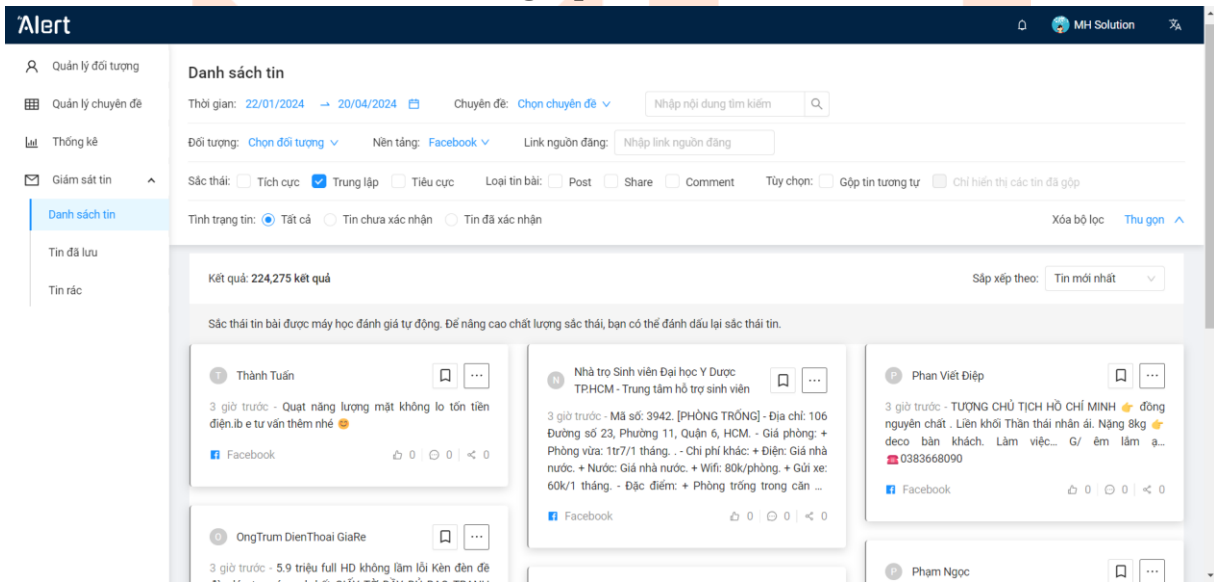 Alert
MH Solution
Quản lý đối tượng
Quản lý chuyên đề
Thống kê
Giám sát tin
Danh sách tin
Tin đã lưu
Tin rác
Danh sách tin
Thời gian: 22/01/2024 → 20/04/2024 Chuyên đề: Chọn chuyên đề Nhập nội dung tìm kiếm
Đối tượng: Chọn đối tượng Nền tảng: Facebook Link nguồn đăng: Nhập link nguồn đăng
Sắc thái: Tích cực Trung lập Tiêu cực Loại tin bài: Post Share Comment Tùy chọn: Gộp tin tương tự Chỉ hiển thị các tin đã gộp
Tình trạng tin: Tất cả Tin chưa xác nhận Tin đã xác nhận Xóa bộ lọc Thu gọn
Kết quả: 224,275 kết quả Sắp xếp theo: Tin mới nhất
Sắc thái tin bài được máy học đánh giá tự động. Để nâng cao chất lượng sắc thái, bạn có thể đánh dấu lại sắc thái tin.
T Thành Tuấn
3 giờ trước - Quạt năng lượng mặt không lo tốn tiền
điện.ib e tư vấn thêm nhé 😊
Facebook 0 0 0
O OngTrum DienThoai GiaRe
3 giờ trước - 5.9 triệu full HD không lầm lỗi Kèn đèn đề
N Nhà trọ Sinh viên Đại học Y Dược
TP.HCM - Trung tâm hỗ trợ sinh viên
3 giờ trước - Mã số: 3942. [PHÒNG TRỐNG] - Địa chỉ: 106
Đường số 23, Phường 11, Quận 6, HCM. - Giá phòng: +
Phòng vừa: 1tr7/1 tháng. . - Chi phí khác: + Điện: Giá nhà
nước. + Nước: Giá nhà nước. + Wifi: 80k/phòng. + Gửi xe:
60k/1 tháng. - Đặc điểm: + Phòng trống trong căn ...
Facebook 0 0 0
P Phan Viết Điệp
3 giờ trước - TƯỢNG CHỦ TỊCH HỒ CHÍ MINH 👉 đồng
nguyên chất . Liền khối Thần thái nhân ái. Nặng 8kg 👉
deco bàn khách. Làm việc... G/ êm lắm ạ...
☎️0383668090
Facebook 0 0 0
P Phạm Ngọc